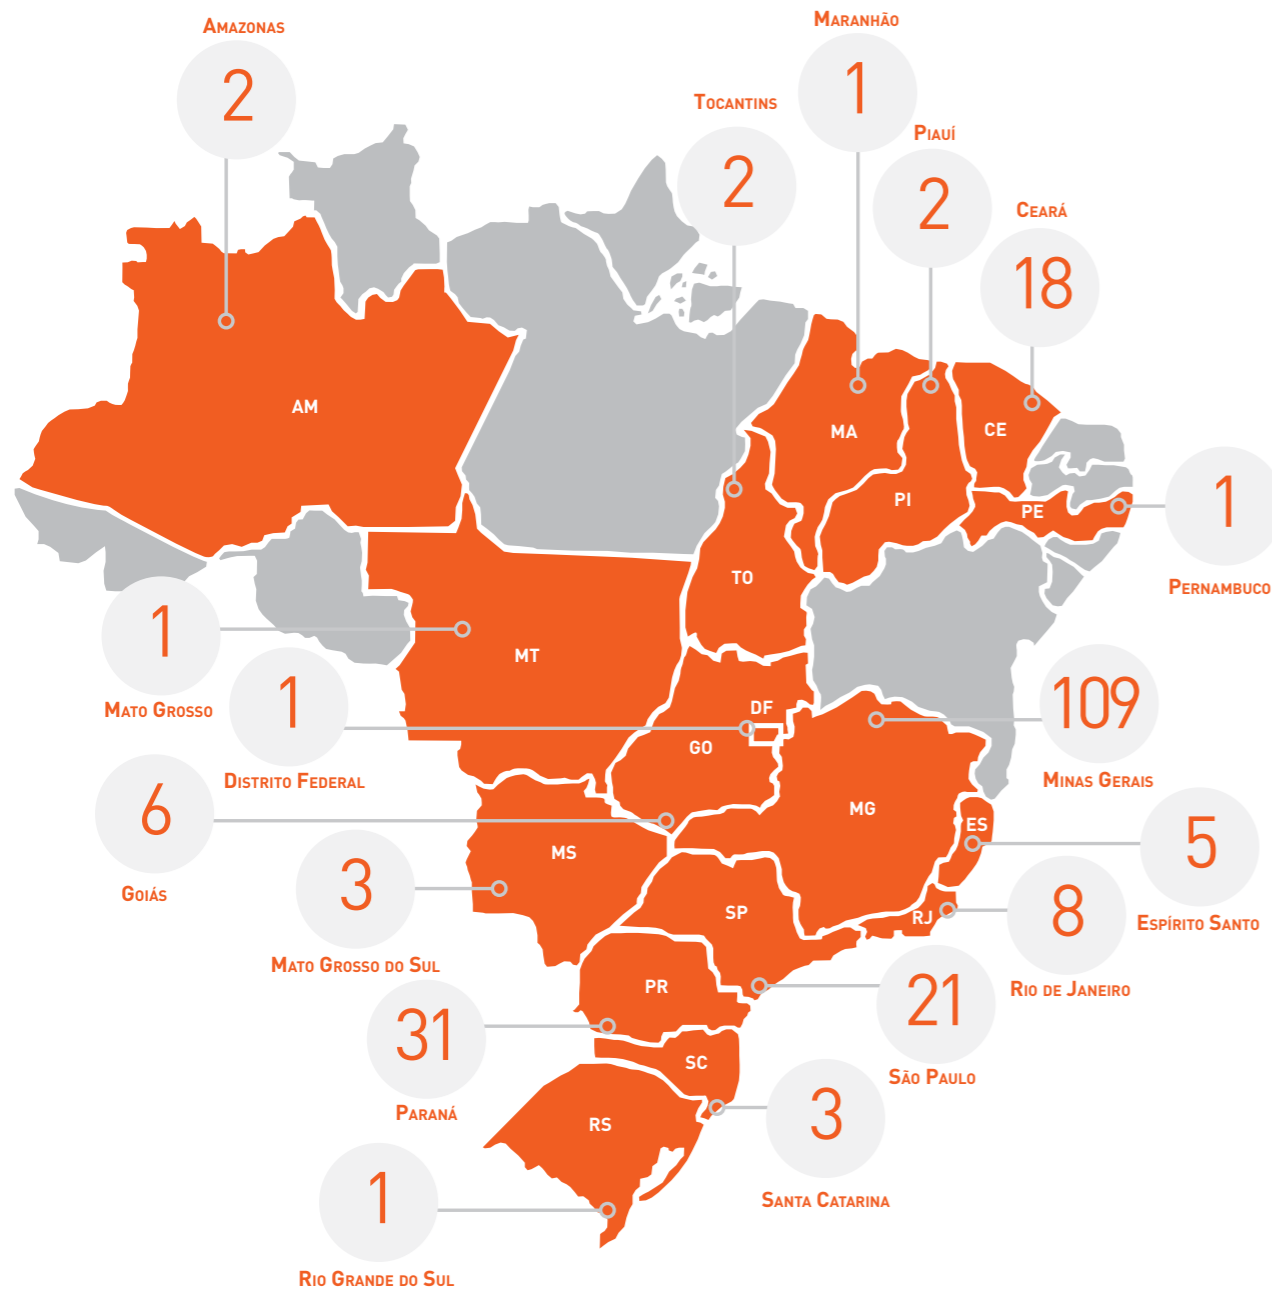 Amazonas
2
Maranhão
1
Tocantins
2
Piauí
2
Ceará
18
AM
MA
CE
PI
PE
1
Pernambuco
TO
1
Mato Grosso
MT
1
Distrito Federal
DF
GO
109
Minas Gerais
6
Goiás
MG
ES
5
Espírito Santo
MS
3
Mato Grosso do Sul
SP
RJ
8
Rio de Janeiro
PR
21
São Paulo
31
Paraná
SC
3
Santa Catarina
RS
1
Rio Grande do Sul